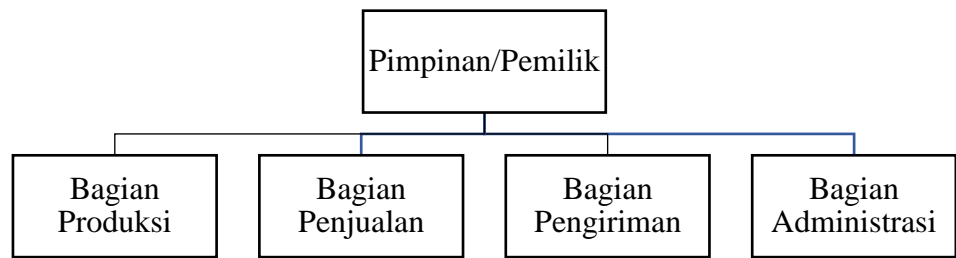 Pimpinan/Pemilik
Bagian
Produksi
Bagian
Penjualan
Bagian
Pengiriman
Bagian
Administrasi